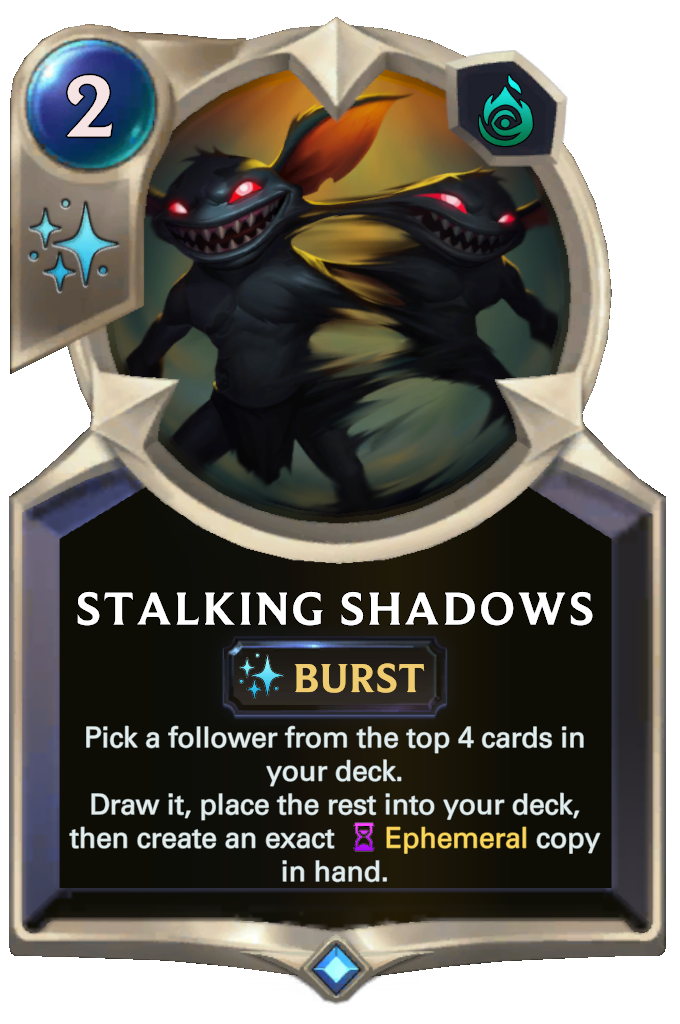 2
STALKING SHADOWS
BURST
Pick a follower from the top 4 cards in
your deck.
Draw it, place the rest into your deck,
then create an exact Ephemeral copy
in hand.